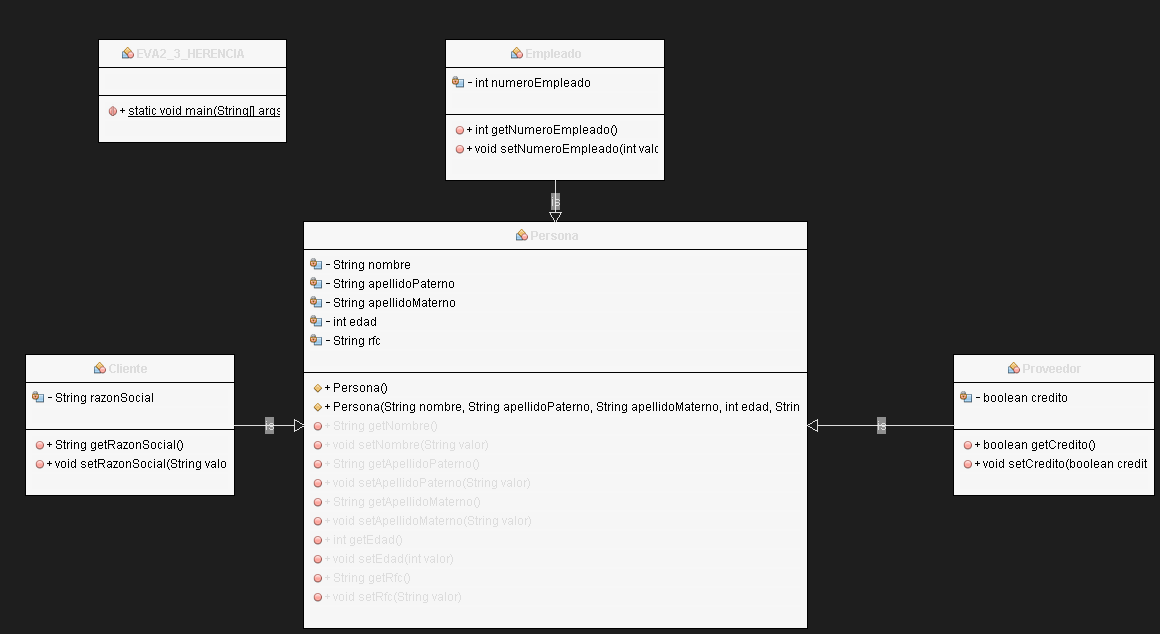 EVA2_3_HERENCIA
+ static void main(String[] args
Empleado
- int numeroEmpleado
+ int getNumeroEmpleado()
+ void setNumeroEmpleado(int valo
is
Persona
- String nombre
- String apellidoPaterno
- String apellidoMaterno
- int edad
- String rfc
+ Persona()
+ Persona(String nombre, String apellidoPaterno, String apellidoMaterno, int edad, Strin
+ String getNombre()
+ void setNombre(String valor)
+ String getApellidoPaterno()
+ void setApellidoPaterno(String valor)
+ String getApellidoMaterno()
+ void setApellidoMaterno(String valor)
+ int getEdad()
+ void setEdad(int valor)
+ String getRfc()
+ void setRfc(String valor)
Cliente
- String razonSocial
+ String getRazonSocial()
+ void setRazonSocial(String valo
is
Proveedor
- boolean credito
+ boolean getCredito()
+ void setCredito(boolean credit
is